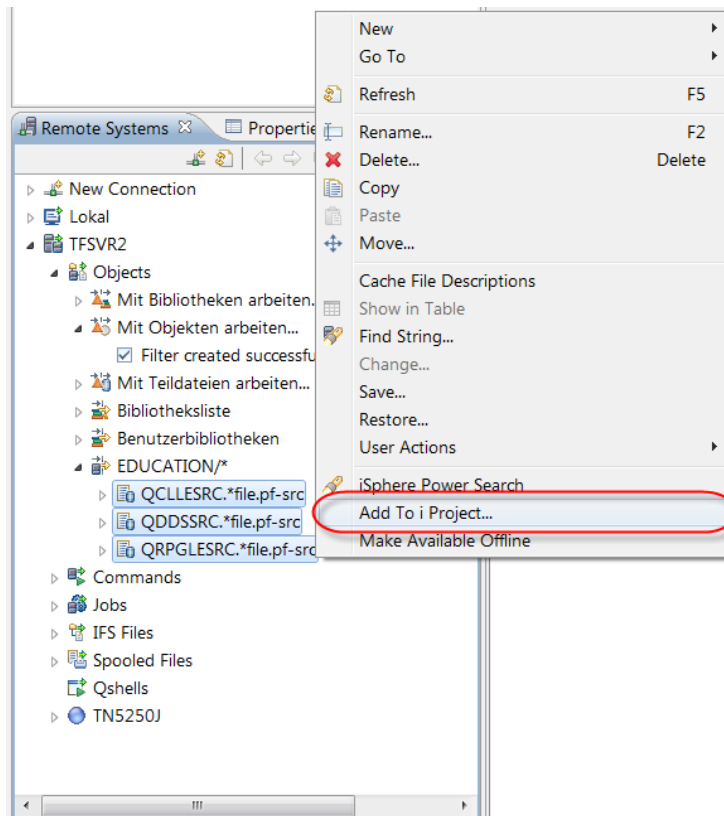 New
Go To
Refresh F5
Rename... F2
Delete... Delete
Copy
Paste
Move...
Cache File Descriptions
Show in Table
Find String...
Change...
Save...
Restore...
User Actions
iSphere Power Search
Add To i Project...
Make Available Offline
Remote Systems Propertie
New Connection
Lokal
TFSVR2
Objects
Mit Bibliotheken arbeiten.
Mit Objekten arbeiten...
Filter created successfu
Mit Teildateien arbeiten...
Bibliotheksliste
Benutzerbibliotheken
EDUCATION/*
QCLLESRC.*file.pf-src
QDDSSRC.*file.pf-src
QRPGLESRC.*file.pf-src
Commands
Jobs
IFS Files
Spooled Files
Qshells
TN5250J